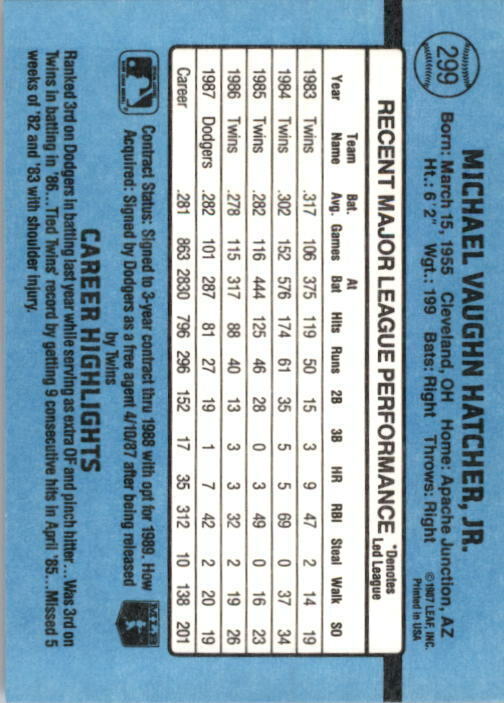 299
MICHAEL VAUGHN HATCHER, JR.
Born: March 15, 1955 Cleveland, OH Home: Apache Junction, AZ
Ht.: 6'2" Wgt.: 199 Bats: Right Throws: Right
©1987 LEAF, INC.
Printed in USA
RECENT MAJOR LEAGUE PERFORMANCE *Denotes Led League
Year Team Name Bat. Avg. Games At Bat Hits Runs 2B 3B HR RBI Steal Walk SO
1983 Twins .317 106 375 119 50 15 3 9 47 2 14 19
1984 Twins .302 152 576 174 61 35 5 5 69 0 37 34
1985 Twins .282 116 444 125 46 28 0 3 49 0 16 23
1986 Twins .278 115 317 88 40 13 3 3 32 2 19 26
1987 Dodgers .282 101 287 81 27 19 1 7 42 2 20 19
Career .281 863 2830 796 296 152 17 35 312 10 138 201
Contract Status: Signed to 3-year contract thru 1988 with opt for 1989. How
Acquired: Signed by Dodgers as a free agent 4/10/87 after being released
by Twins
MLB
CAREER HIGHLIGHTS
Ranked 3rd on Dodgers in batting last year while serving as extra OF and pinch hitter...Was 3rd on
Twins in batting in '86...Tied Twins' record by getting 9 consecutive hits in April '85...Missed 5
weeks of '82 and '83 with shoulder injury.